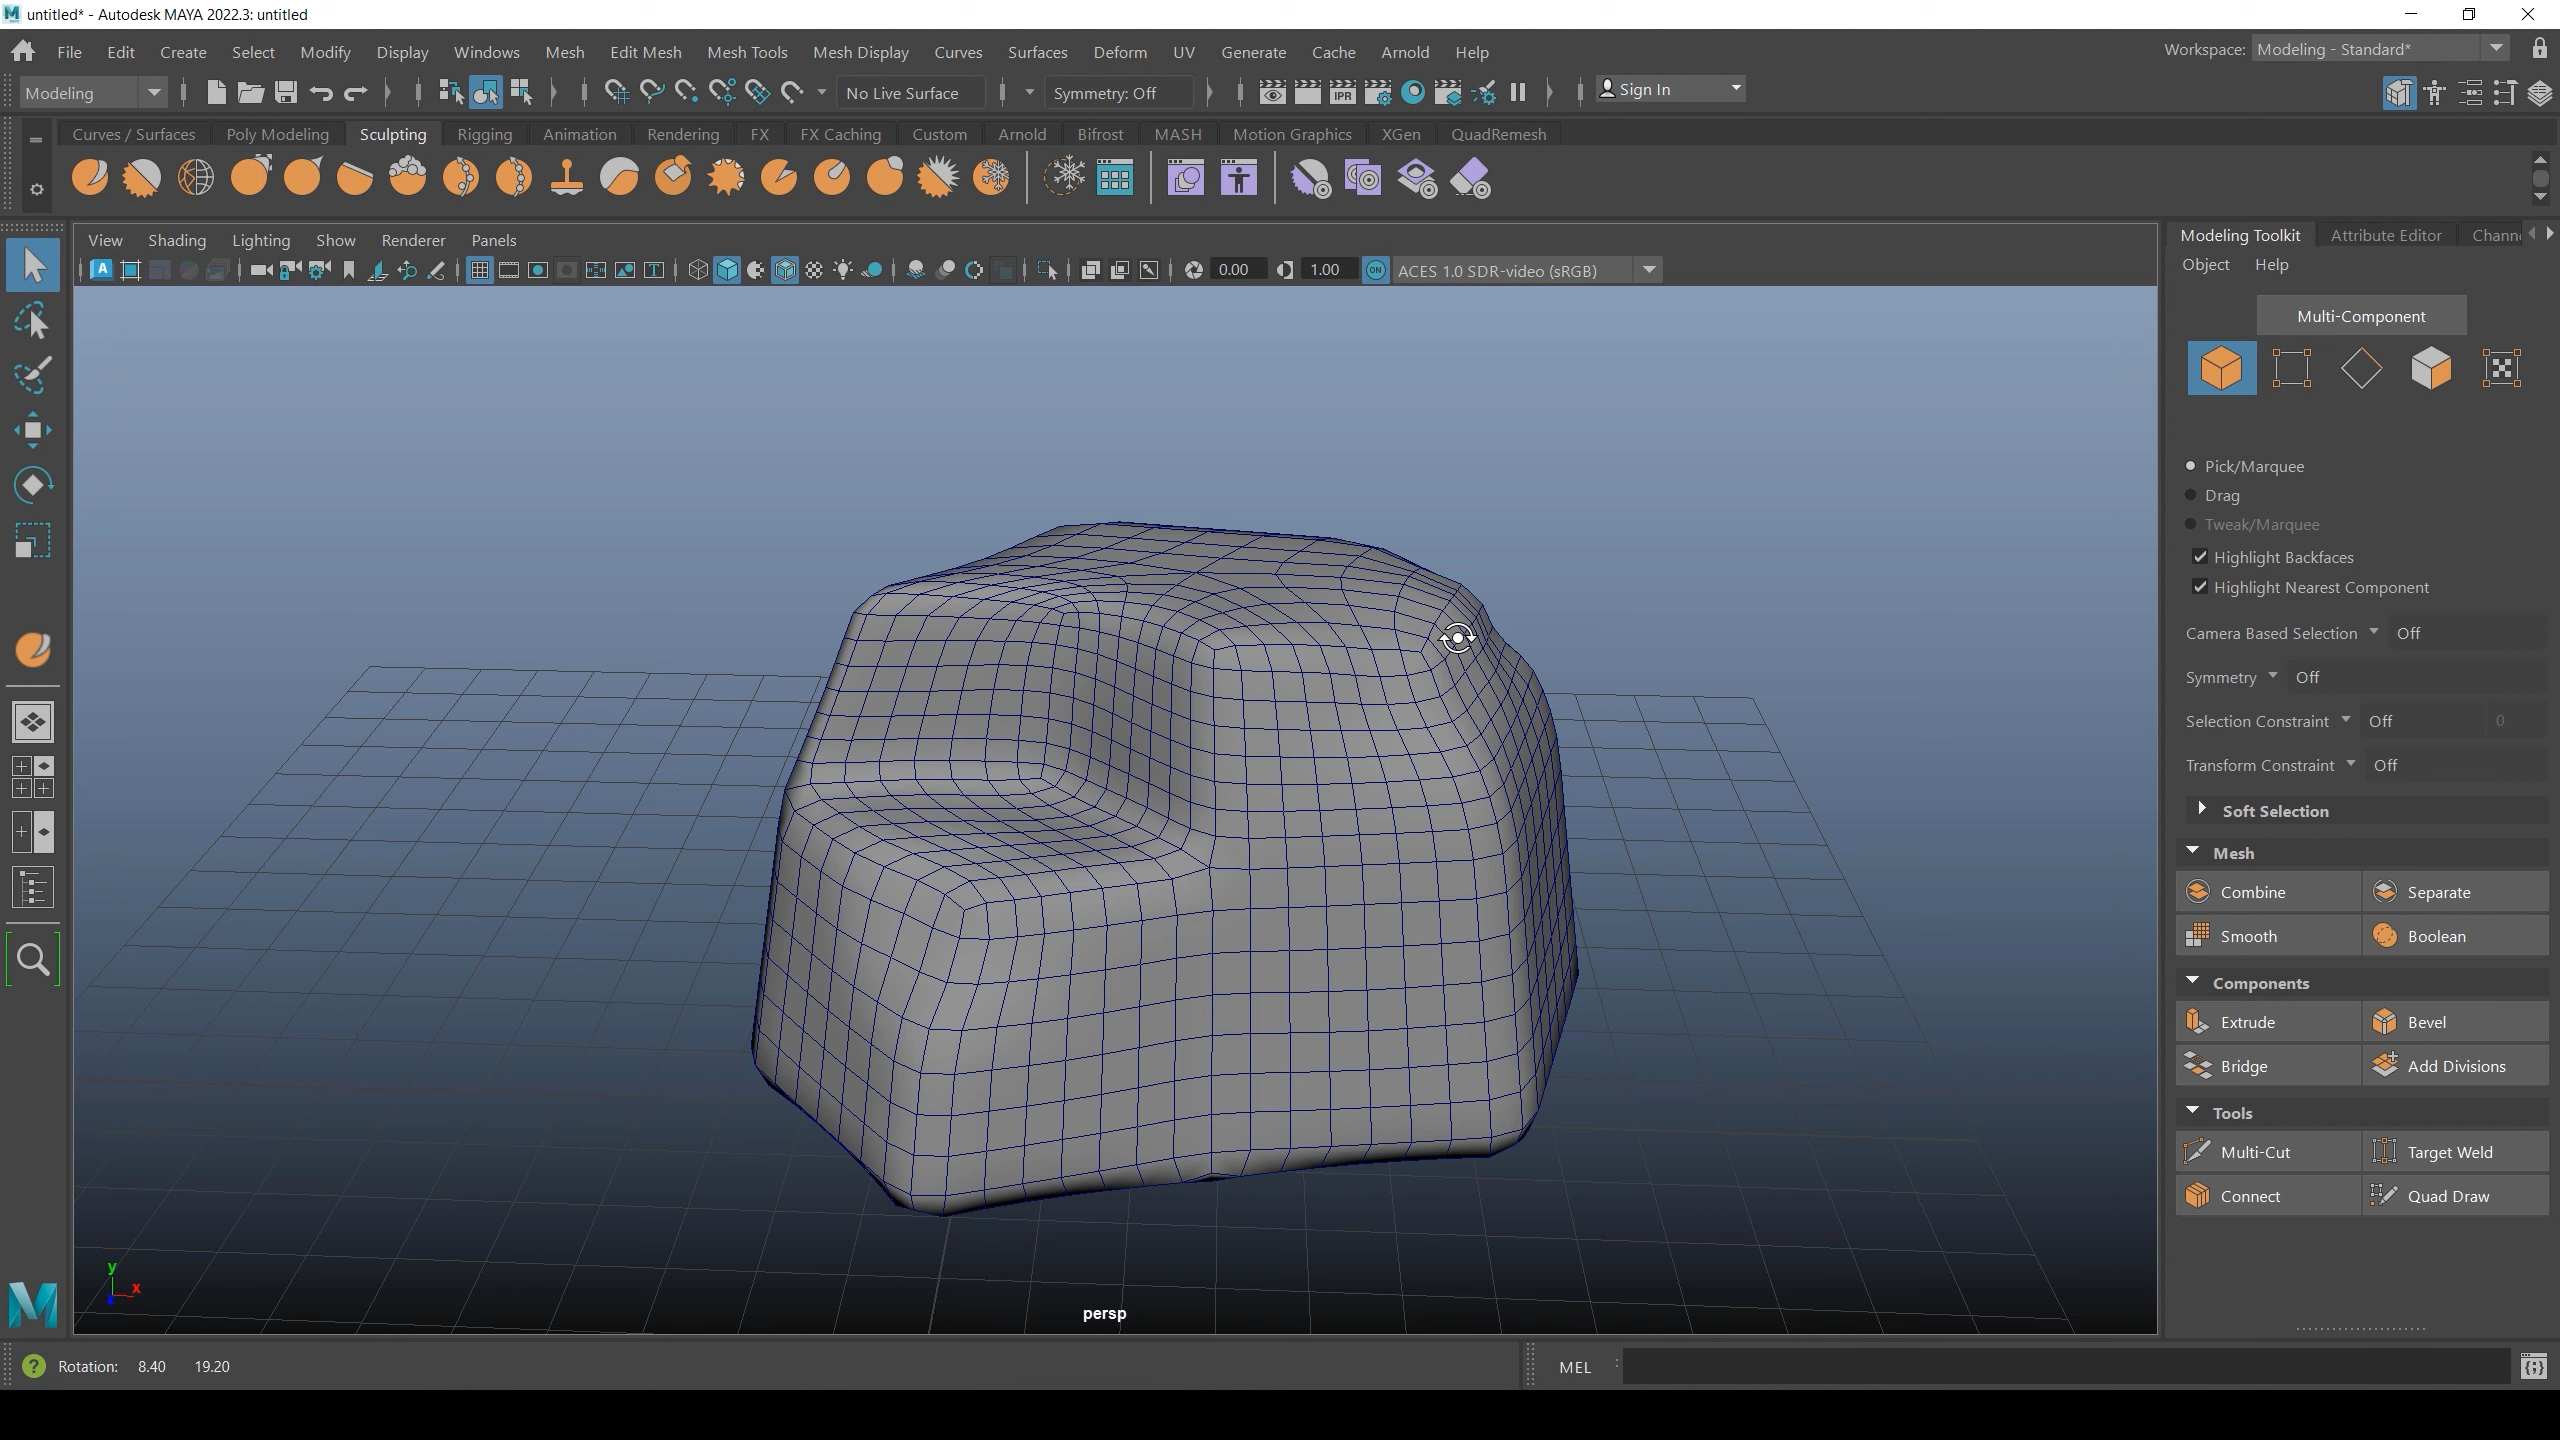 untitled* - Autodesk MAYA 2022.3: untitled
File Edit Create Select Modify Display Windows Mesh Edit Mesh Mesh Tools Mesh Display Curves Surfaces Deform UV Generate Cache Arnold Help
Workspace: Modeling - Standard*
Modeling No Live Surface Symmetry: Off IPR Sign In
Curves / Surfaces Poly Modeling Sculpting Rigging Animation Rendering FX FX Caching Custom Arnold Bifrost MASH Motion Graphics XGen QuadRemesh
View Shading Lighting Show Renderer Panels
A T 0.00 1.00 ON ACES 1.0 SDR-video (sRGB)
Modeling Toolkit Attribute Editor Chann
Object Help
Multi-Component
Pick/Marquee
Drag
Tweak/Marquee
Highlight Backfaces
Highlight Nearest Component
Camera Based Selection Off
Symmetry Off
Selection Constraint Off 0
Transform Constraint Off
Soft Selection
Mesh
Combine Separate
Smooth Boolean
Components
Extrude Bevel
Bridge Add Divisions
Tools
Multi-Cut Target Weld
Connect Quad Draw
y
x
persp
M
? Rotation: 8.40 19.20
MEL :